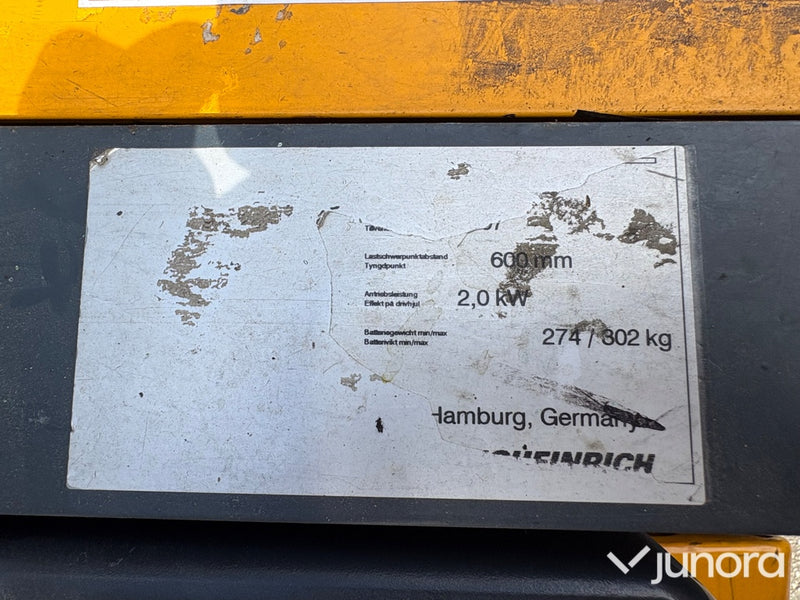 Lastschwerpunktabstand
Tyngdpunkt
600 mm
Antriebsleistung
Effekt på drivhjul
2,0 kW
Batteriegewicht min/max
Batterivikt min/max
274 / 302 kg
Hamburg, Germany
junora